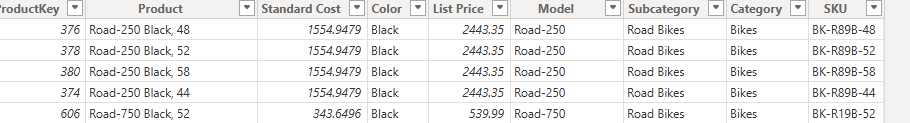 ProductKey Product Standard Cost Color List Price Model Subcategory Category SKU
376 Road-250 Black, 48 1554.9479 Black 2443.35 Road-250 Road Bikes Bikes BK-R89B-48
378 Road-250 Black, 52 1554.9479 Black 2443.35 Road-250 Road Bikes Bikes BK-R89B-52
380 Road-250 Black, 58 1554.9479 Black 2443.35 Road-250 Road Bikes Bikes BK-R89B-58
374 Road-250 Black, 44 1554.9479 Black 2443.35 Road-250 Road Bikes Bikes BK-R89B-44
606 Road-750 Black, 52 343.6496 Black 539.99 Road-750 Road Bikes Bikes BK-R19B-52